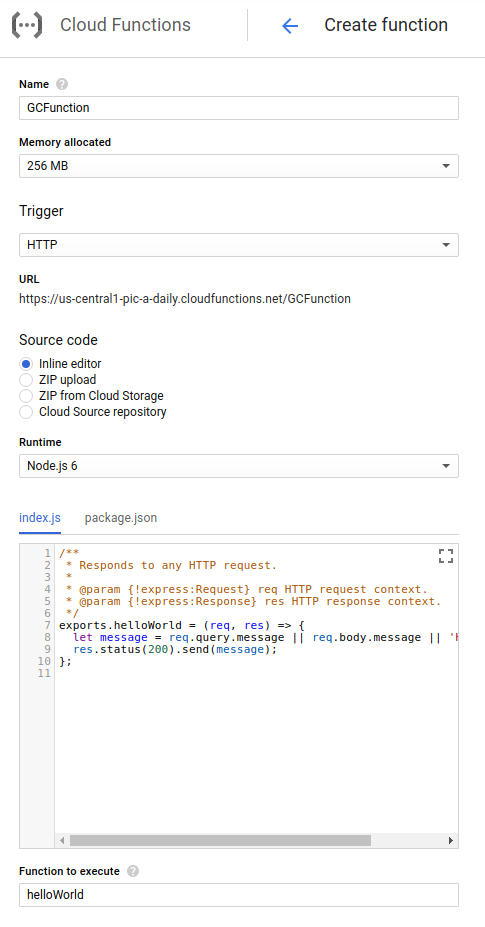 Cloud Functions
Create function
Name
GCFunction
Memory allocated
256 MB
Trigger
HTTP
URL
https://us-central1-pic-a-daily.cloudfunctions.net/GCFunction
Source code
Inline editor
ZIP upload
ZIP from Cloud Storage
Cloud Source repository
Runtime
Node.js 6
index.js package.json
1 /**
2 * Responds to any HTTP request.
3 *
4 * @param {!express:Request} req HTTP request context.
5 * @param {!express:Response} res HTTP response context.
6 */
7 exports.helloWorld = (req, res) => {
8 let message = req.query.message || req.body.message || '
9 res.status(200).send(message);
10 };
11
Function to execute
helloWorld